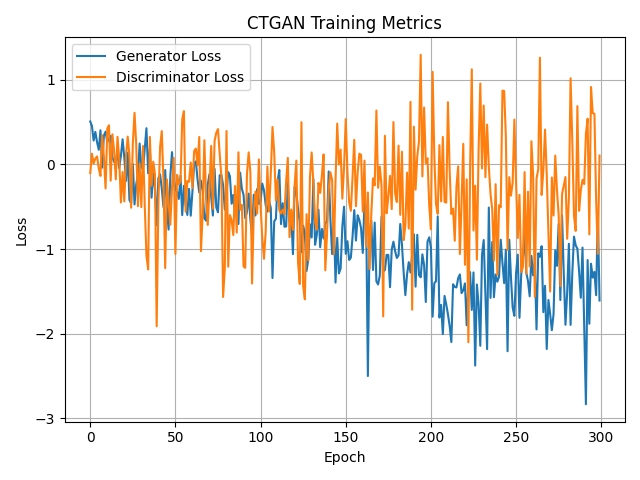 CTGAN Training Metrics
Generator Loss
Discriminator Loss
1
0
−1
−2
−3
Loss
0 50 100 150 200 250 300
Epoch